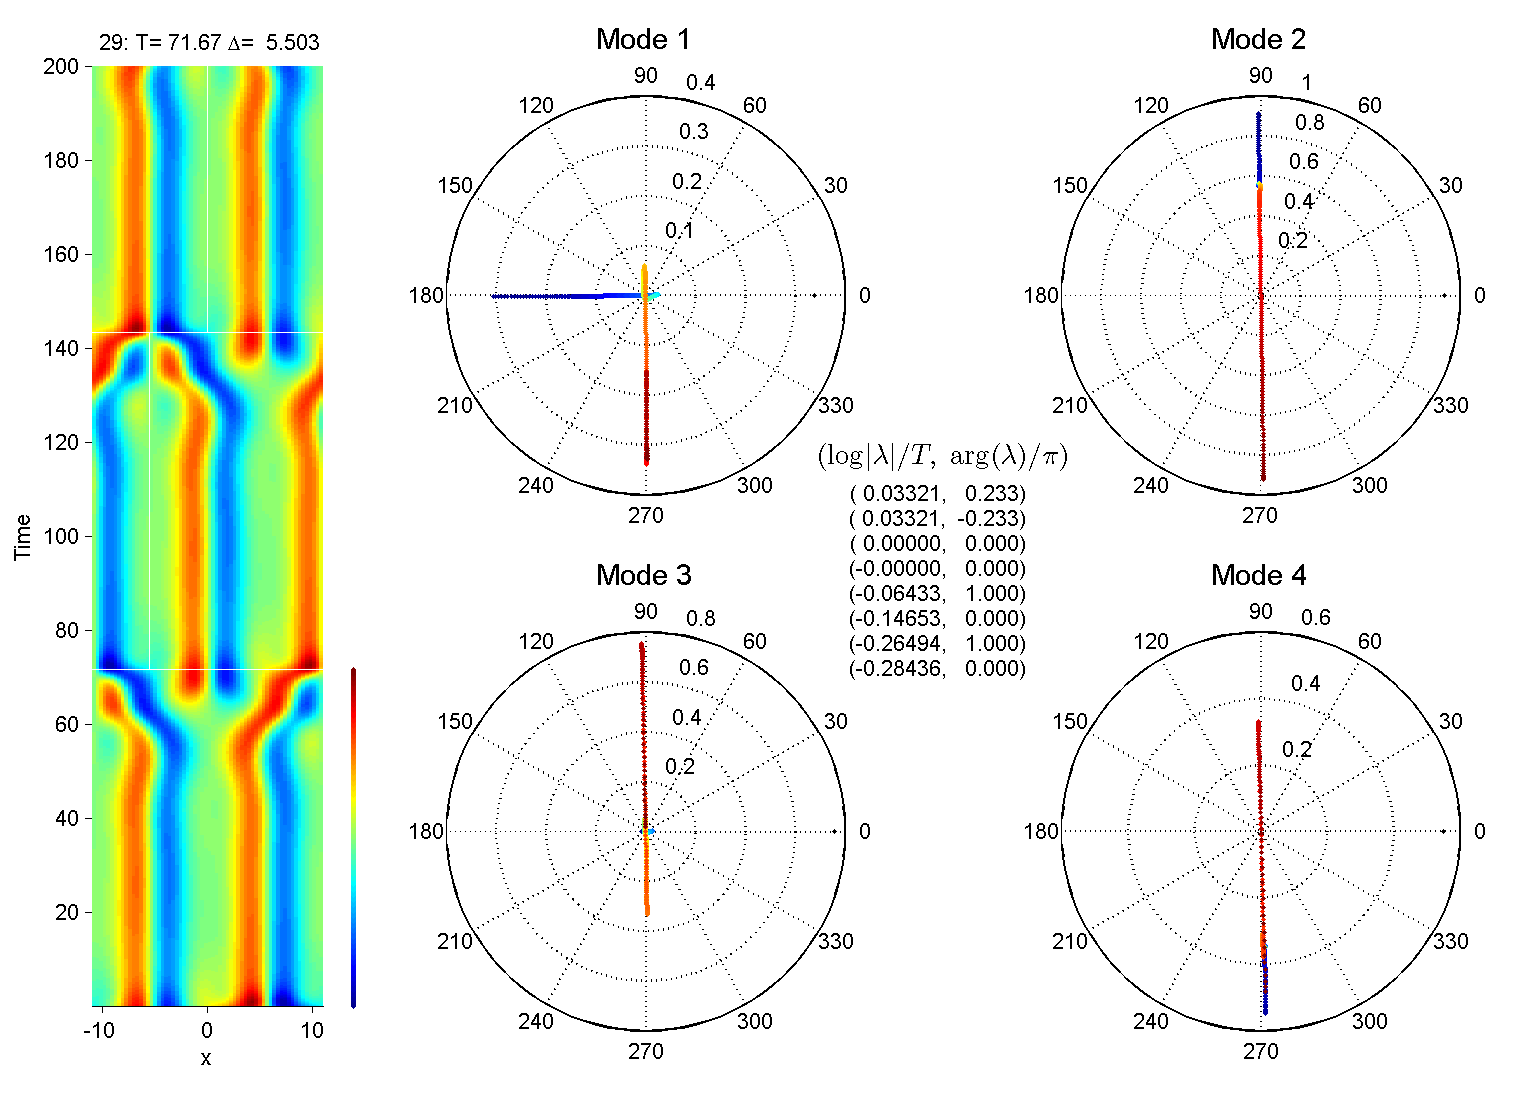 29: T= 71.67 Δ= 5.503
200
180
160
140
120
100
80
60
40
20
Time
-10 0 10
x
Mode 1
90 0.4
120 60
0.3
150 0.2 30
0.1
180 0
210 330
240 300
270
Mode 2
90 1
120 0.8 60
0.6
150 0.4 30
0.2
180 0
210 330
240 300
270
(log|λ|/T, arg(λ)/π)
( 0.03321, 0.233)
( 0.03321, -0.233)
( 0.00000, 0.000)
(-0.00000, 0.000)
(-0.06433, 1.000)
(-0.14653, 0.000)
(-0.26494, 1.000)
(-0.28436, 0.000)
Mode 3
90 0.8
120 60
0.6
150 0.4 30
0.2
180 0
210 330
240 300
270
Mode 4
90 0.6
120 60
0.4
150 30
0.2
180 0
210 330
240 300
270